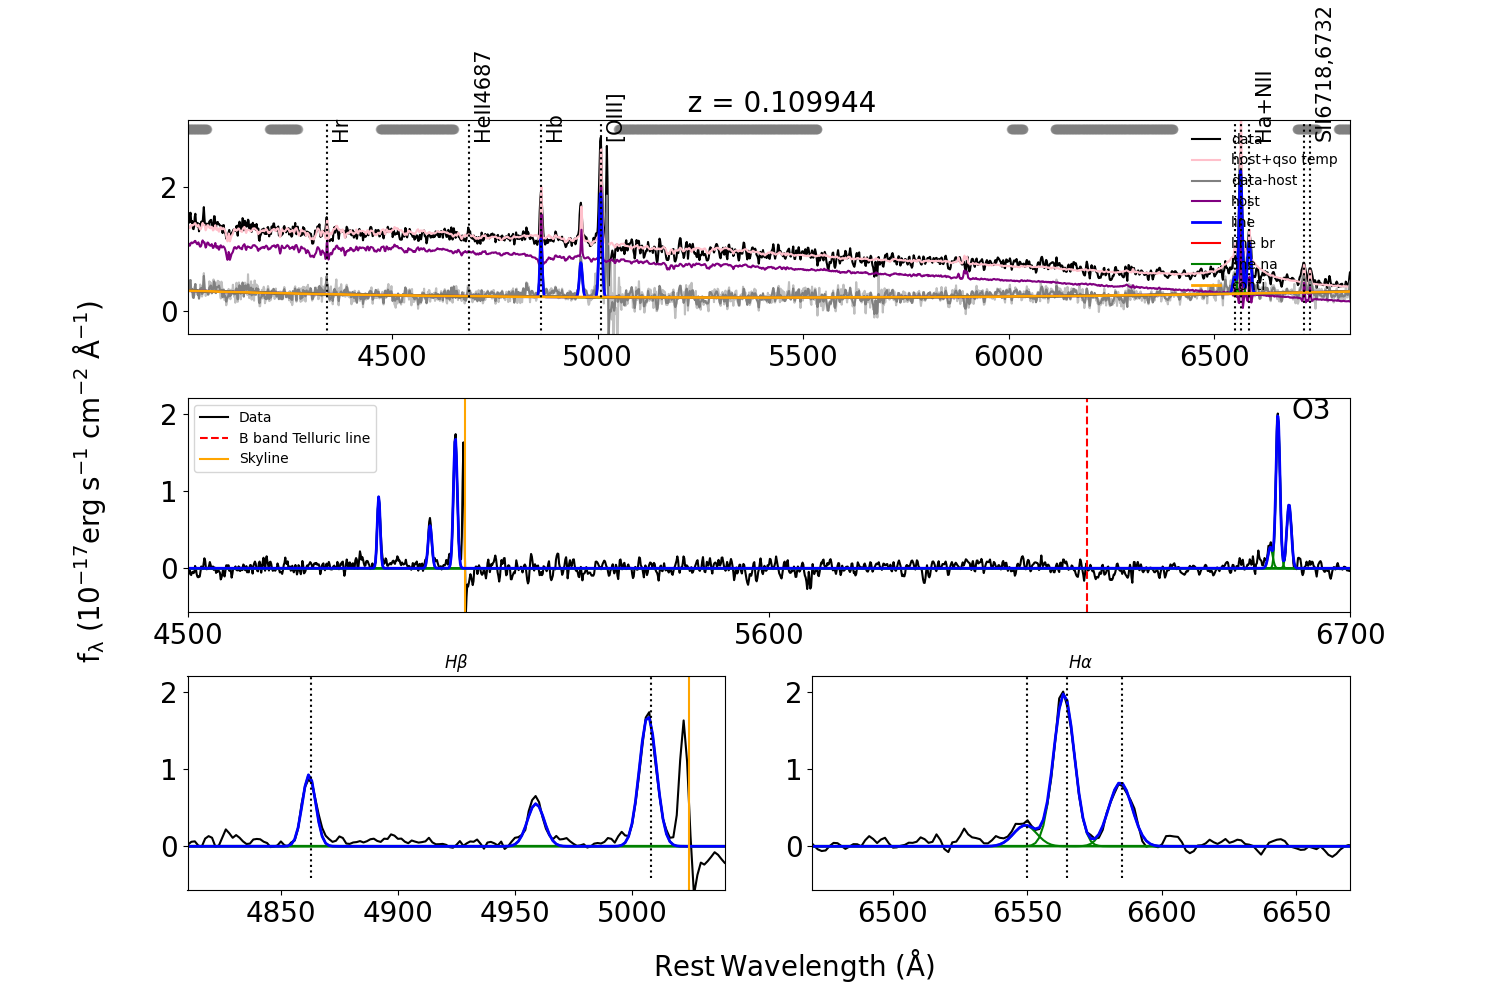 z = 0.109944
Hr
HeII4687
Hb
[OIII]
Ha+NII
SII6718,6732
data
host+qso temp
data-host
host
line
line br
line na
2
0
4500 5000 5500 6000 6500
fλ (10⁻¹⁷erg s⁻¹ cm⁻² Å⁻¹)
O3
Data
B band Telluric line
Skyline
2
1
0
4500 5600 6700
Hβ
2
1
0
4850 4900 4950 5000
Hα
2
1
0
6500 6550 6600 6650
Rest Wavelength (Å)